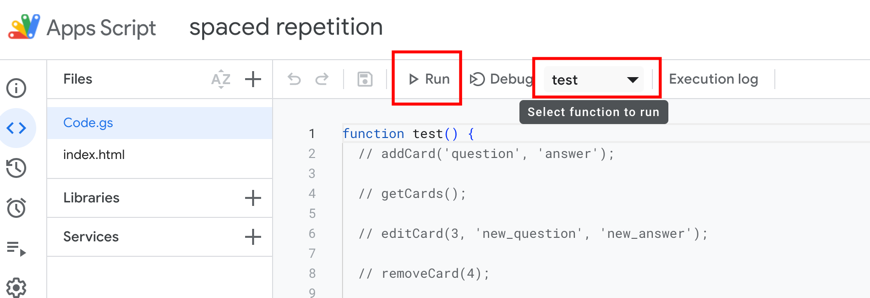 Apps Script spaced repetition
Files AZ Run Debug test Execution log
Select function to run
Code.gs
index.html
Libraries
Services
1 function test() {
2 // addCard('question', 'answer');
3
4 // getCards();
5
6 // editCard(3, 'new_question', 'new_answer');
7
8 // removeCard(4);
9